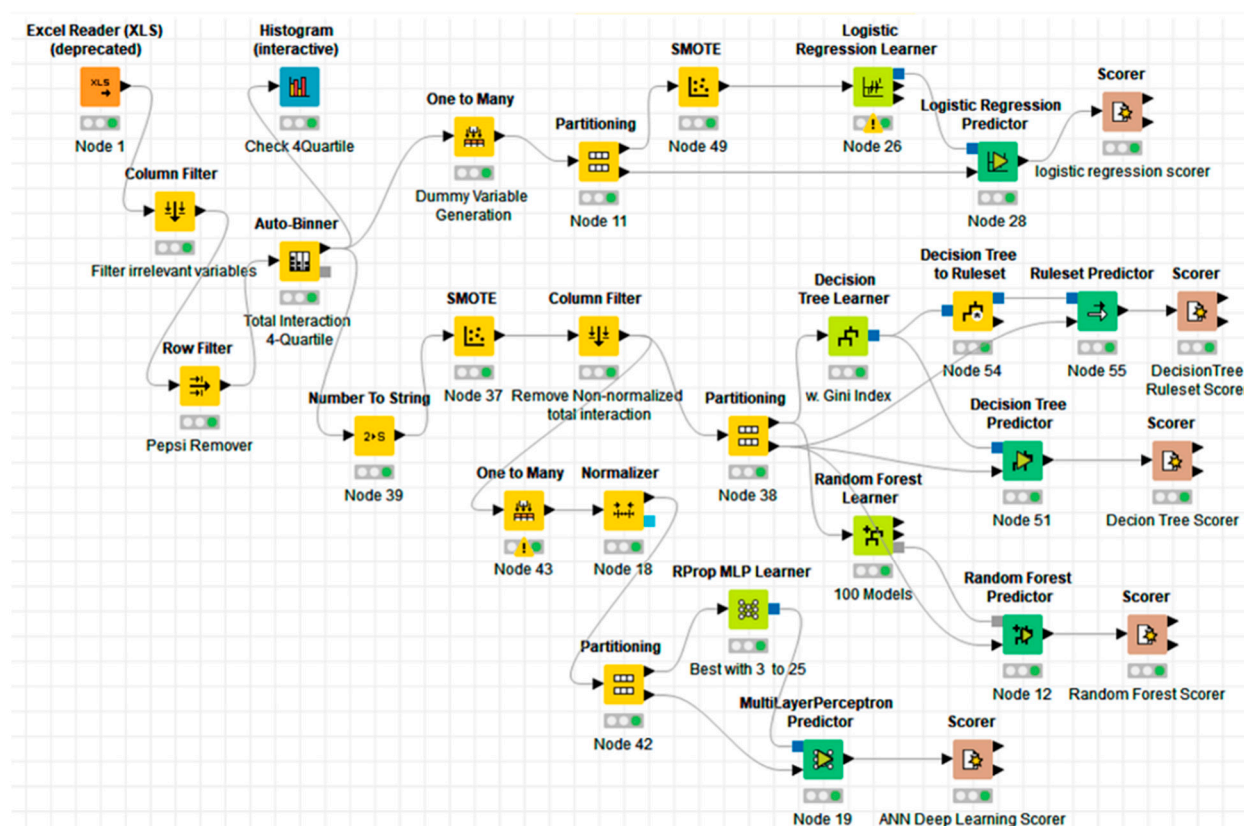 Excel Reader (XLS)
(deprecated)
XLS
Node 1
Histogram
(interactive)
Check 4Quartile
Column Filter
Filter irrelevant variables
Auto-Binner
Total Interaction
4-Quartile
Row Filter
Pepsi Remover
One to Many
Dummy Variable
Generation
Partitioning
Node 11
SMOTE
Node 49
Logistic
Regression Learner
Node 26
Logistic Regression
Predictor
Node 28
Scorer
logistic regression scorer
Number To String
2▸S
Node 39
SMOTE
Node 37
Column Filter
Remove Non-normalized
total interaction
Partitioning
Node 38
Decision
Tree Learner
w. Gini Index
Decision Tree
to Ruleset
Node 54
Ruleset Predictor
Node 55
Scorer
DecisionTree
Ruleset Scorer
Decision Tree
Predictor
Node 51
Scorer
Decion Tree Scorer
Random Forest
Learner
100 Models
Random Forest
Predictor
Node 12
Scorer
Random Forest Scorer
One to Many
Node 43
Normalizer
Node 18
RProp MLP Learner
Best with 3 to 25
Partitioning
Node 42
MultiLayerPerceptron
Predictor
Node 19
Scorer
ANN Deep Learning Scorer